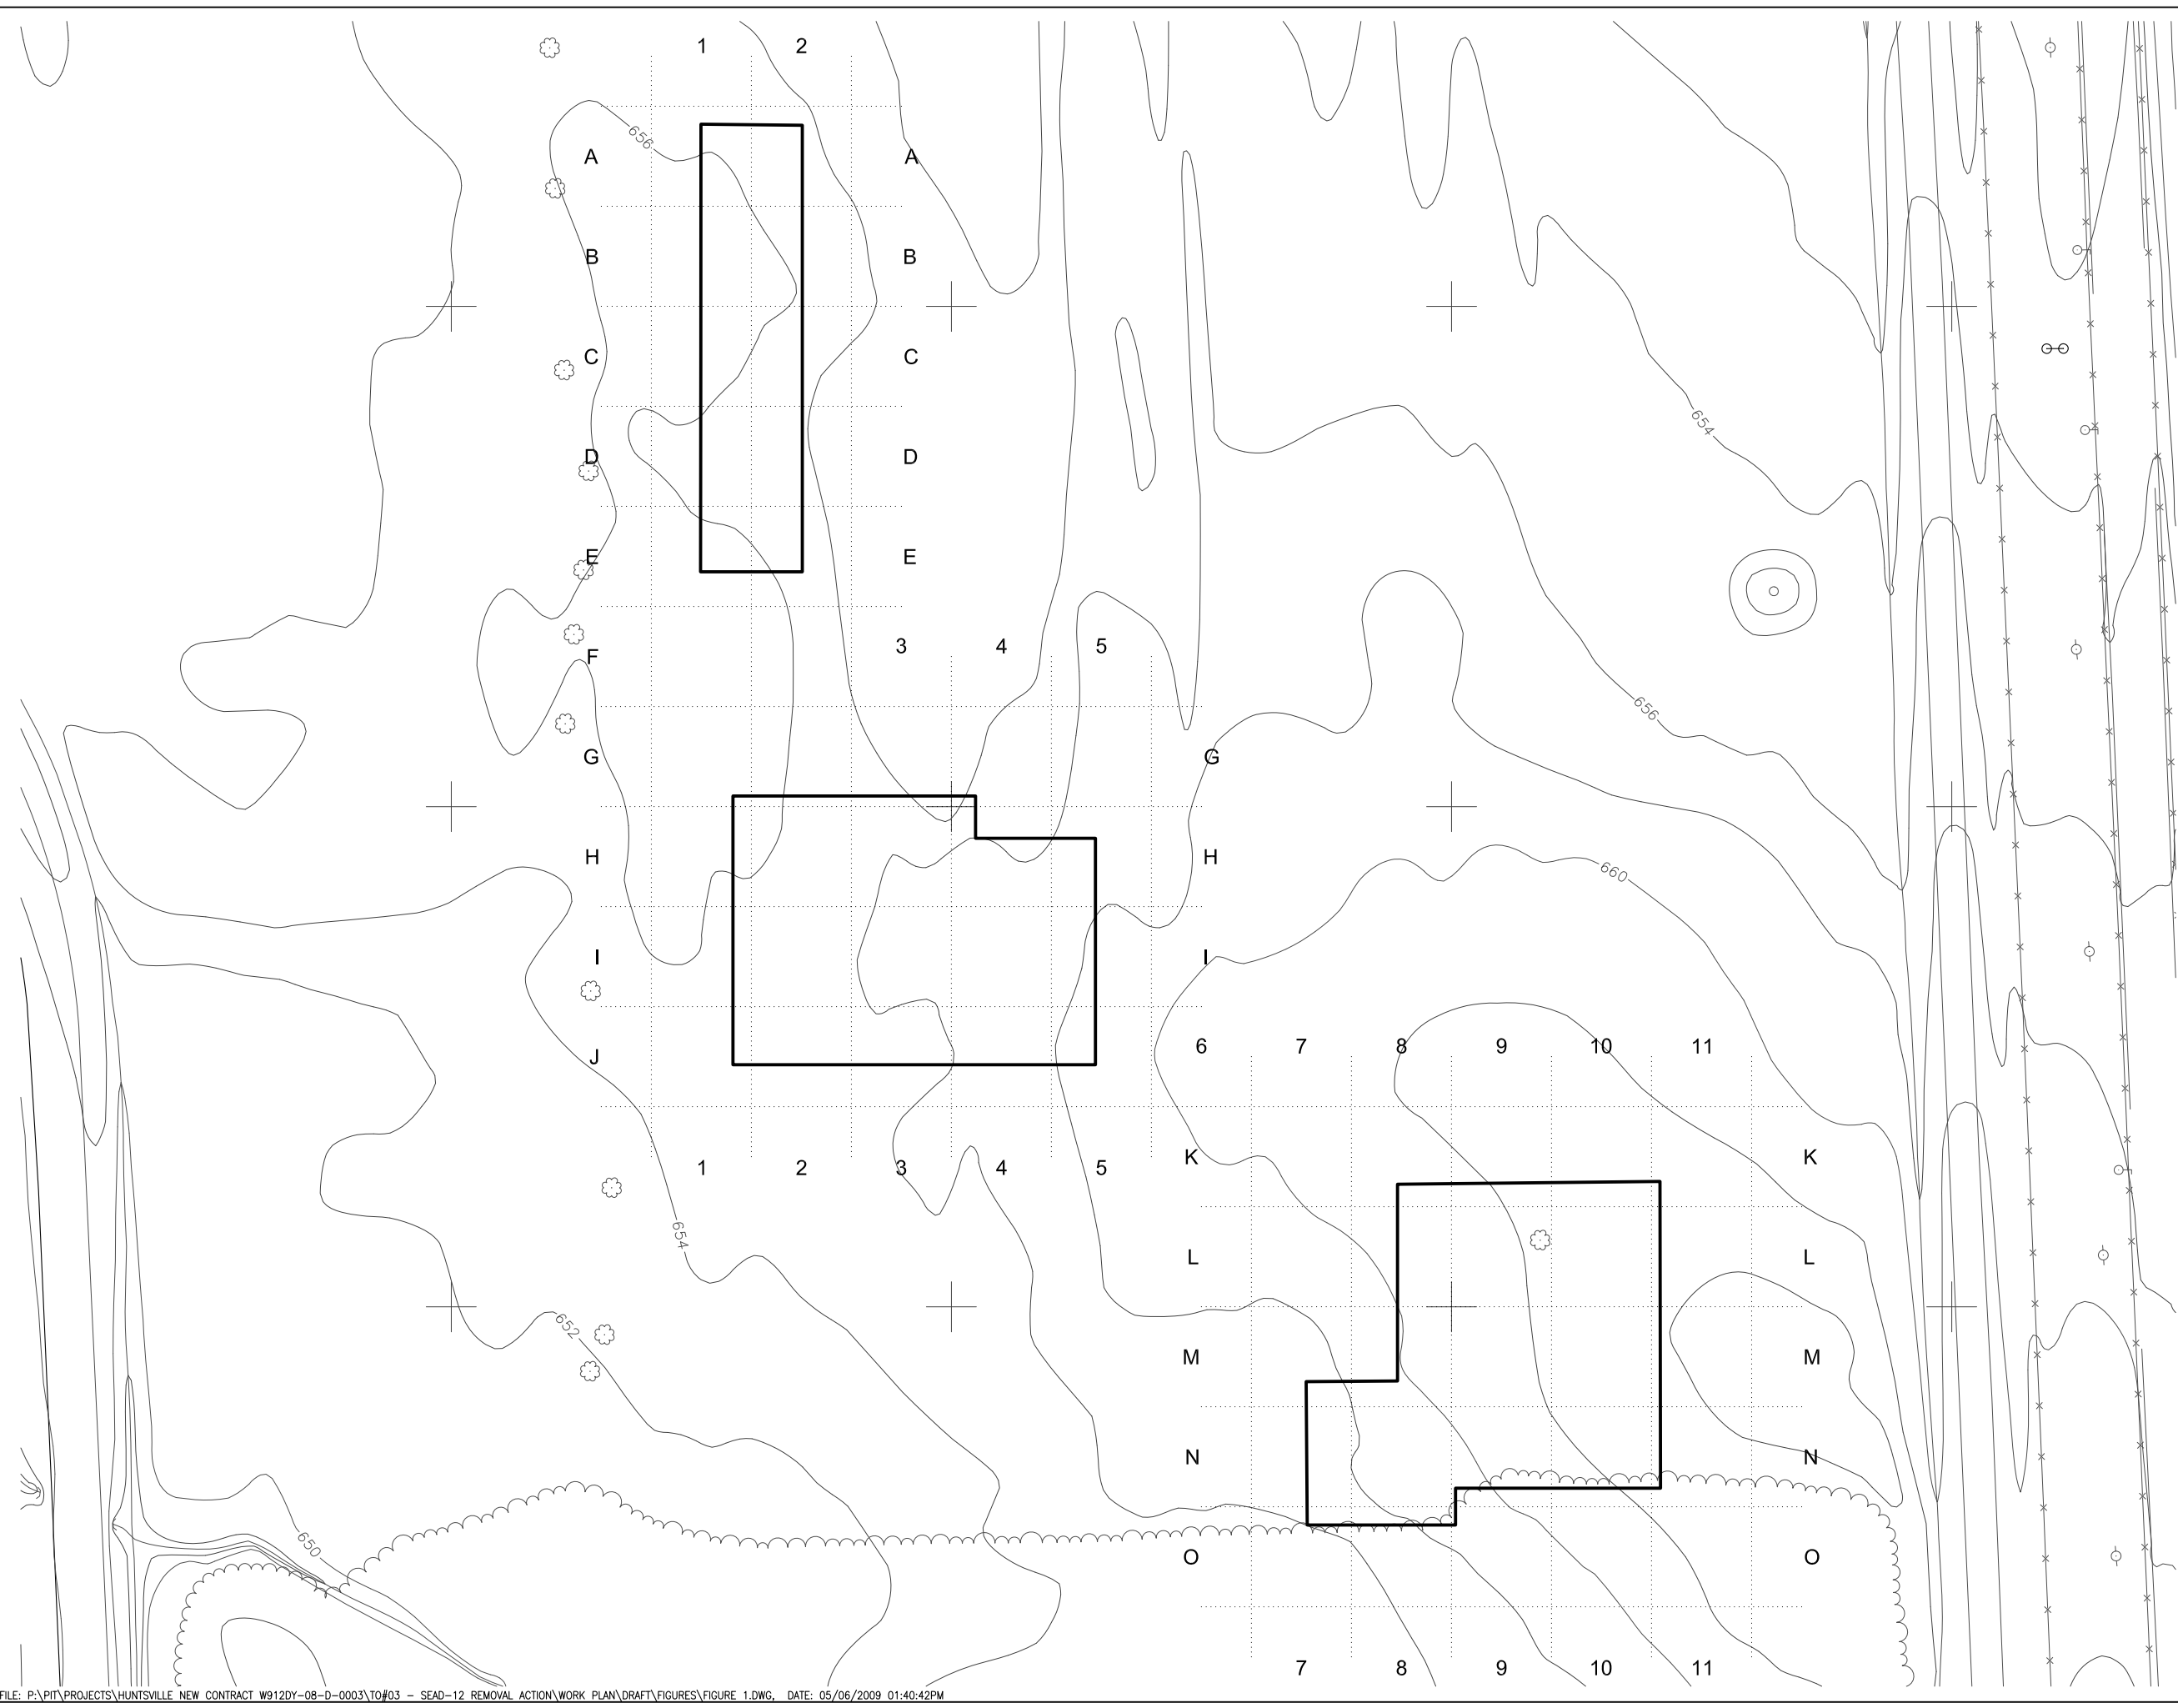 1 2
656
A A
B B
C C
654
D D
E E
3 4 5
F
656
G G
H H
660
I I
6 7 8 9 10 11
J
K K
1 2 3 4 5
654
L L
652
M M
N N
650
O O
7 8 9 10 11
FILE: P:\PIT\PROJECTS\HUNTSVILLE NEW CONTRACT W912DY-08-D-0003\TO#03 - SEAD-12 REMOVAL ACTION\WORK PLAN\DRAFT\FIGURES\FIGURE 1.DWG, DATE: 05/06/2009 01:40:42PM